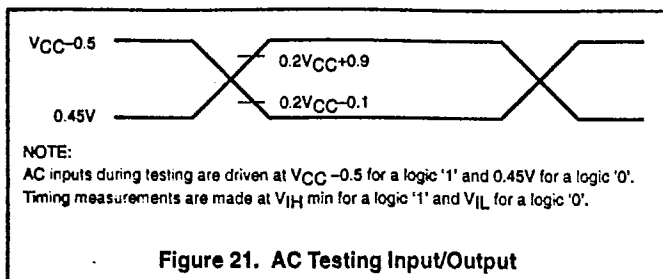 VCC–0.5
0.2VCC+0.9
0.2VCC–0.1
0.45V
NOTE:
AC inputs during testing are driven at VCC –0.5 for a logic '1' and 0.45V for a logic '0'.
Timing measurements are made at VIH min for a logic '1' and VIL for a logic '0'.
Figure 21. AC Testing Input/Output